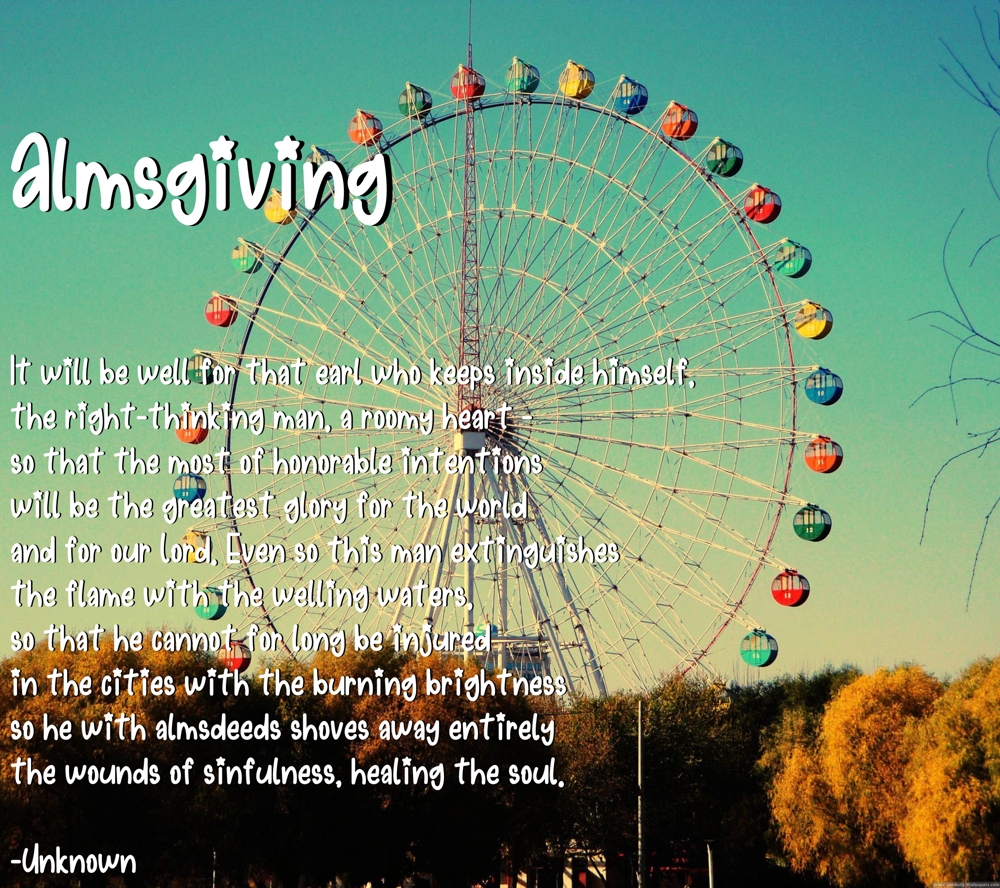 Almsgiving
It will be well for that earl who keeps inside himself,
the right-thinking man, a roomy heart -
so that the most of honorable intentions
will be the greatest glory for the world
and for our lord, Even so this man extinguishes
the flame with the welling waters,
so that he cannot for long be injured
in the cities with the burning brightness
so he with almsdeeds shoves away entirely
the wounds of sinfulness, healing the soul.
-Unknown